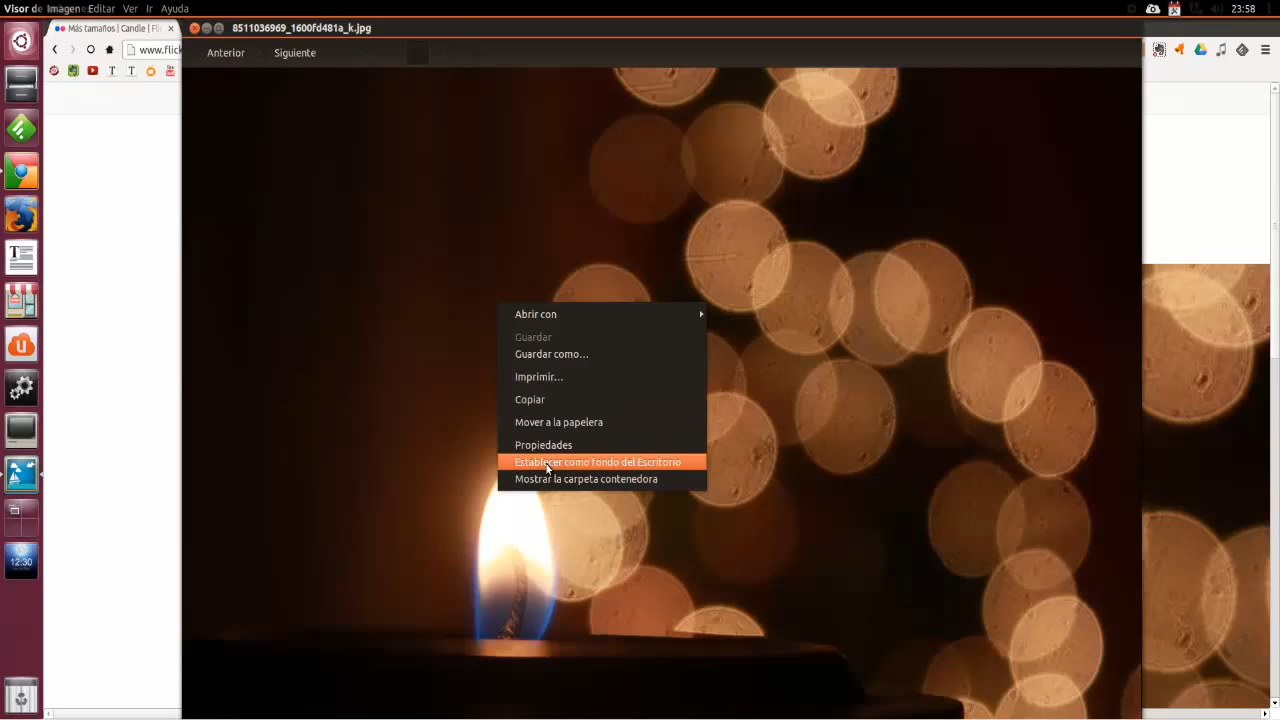 Visor de Imagen Editar Ver Ir Ayuda
23:58
Más tamaños | Candle | Fli
8511036969_1600fd481a_k.jpg
www.flick
Anterior Siguiente
Abrir con
Guardar
Guardar como…
Imprimir…
Copiar
Mover a la papelera
Propiedades
Establecer como fondo del Escritorio
Mostrar la carpeta contenedora
12:30